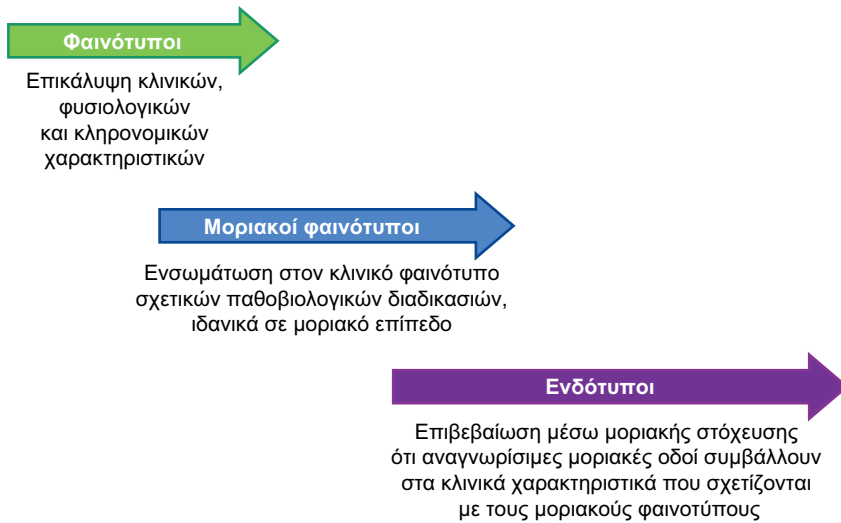 Φαινότυποι
Επικάλυψη κλινικών,
φυσιολογικών
και κληρονομικών
χαρακτηριστικών
Μοριακοί φαινότυποι
Ενσωμάτωση στον κλινικό φαινότυπο
σχετικών παθοβιολογικών διαδικασιών,
ιδανικά σε μοριακό επίπεδο
Ενδότυποι
Επιβεβαίωση μέσω μοριακής στόχευσης
ότι αναγνωρίσιμες μοριακές οδοί συμβάλλουν
στα κλινικά χαρακτηριστικά που σχετίζονται
με τους μοριακούς φαινοτύπους